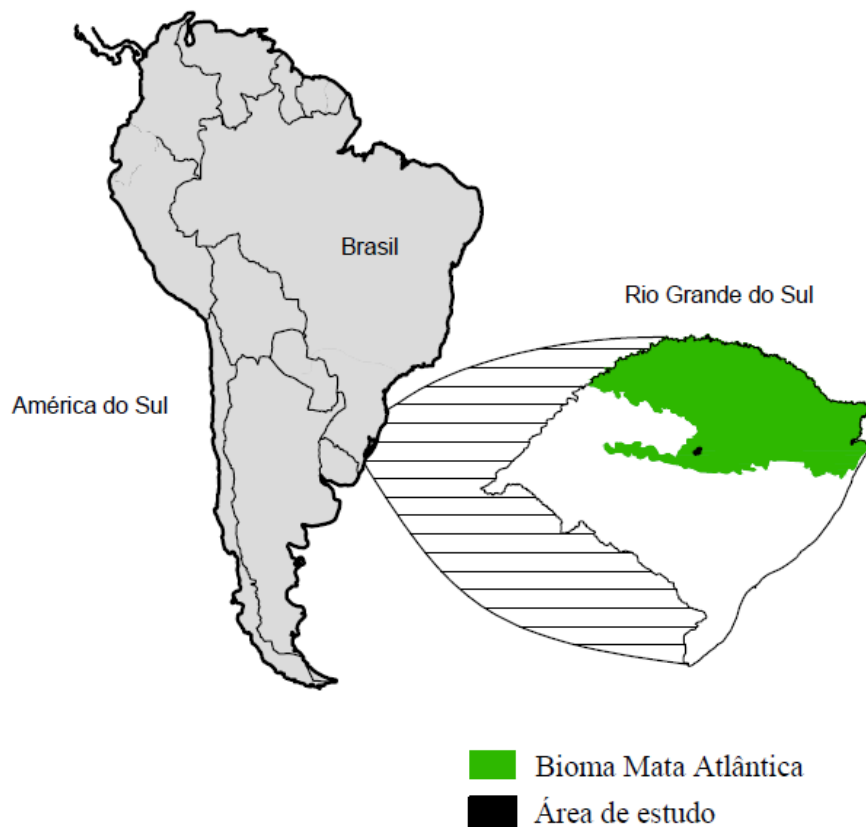 Brasil
Rio Grande do Sul
América do Sul
Bioma Mata Atlântica
Área de estudo